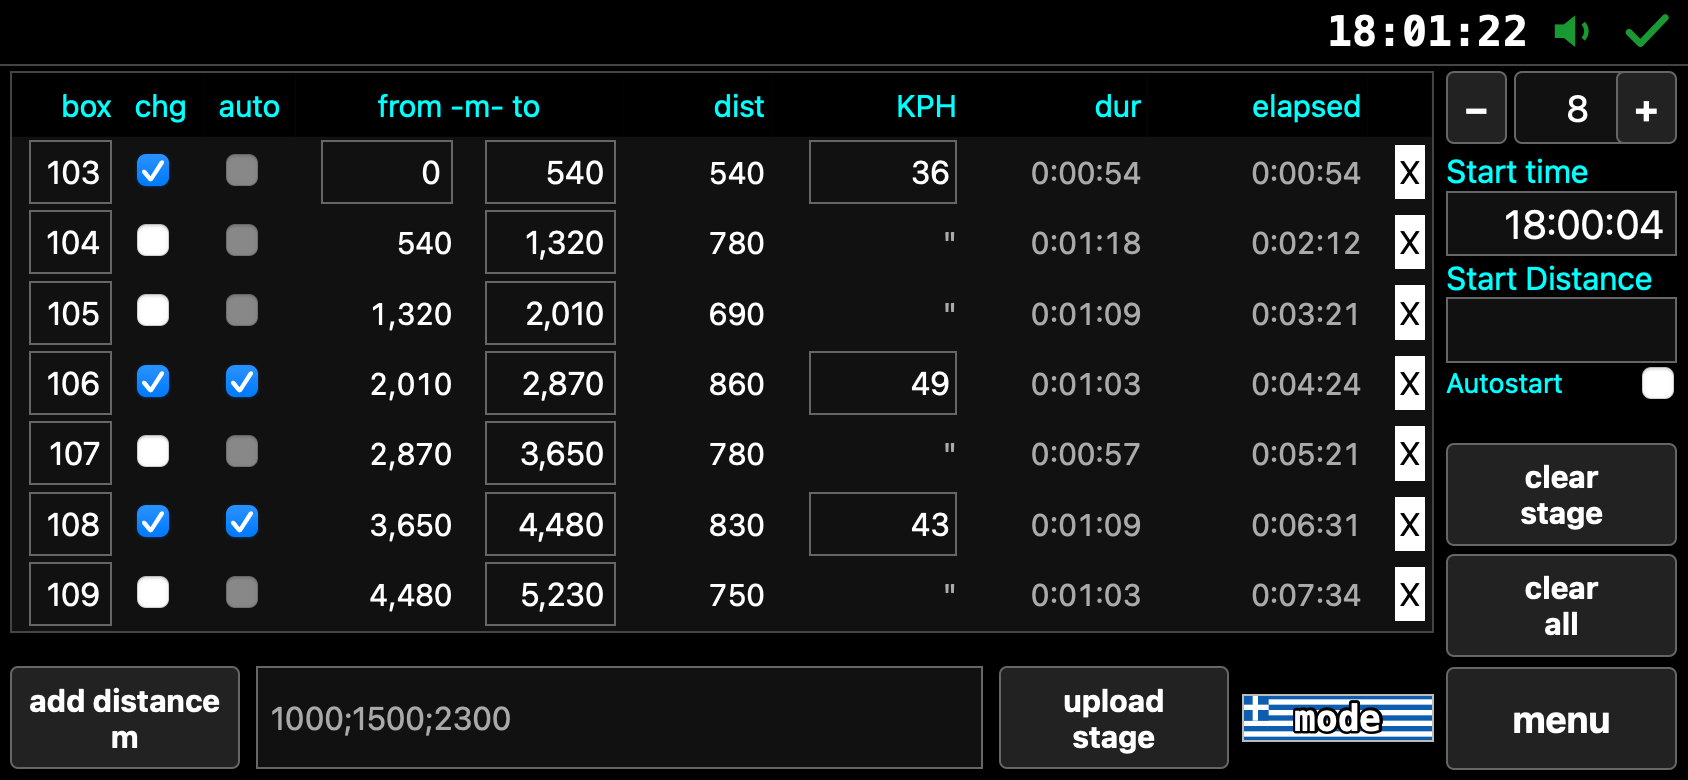 18:01:22
box chg auto from -m- to dist KPH dur elapsed
103 0 540 540 36 0:00:54 0:00:54 X
104 540 1,320 780 " 0:01:18 0:02:12 X
105 1,320 2,010 690 " 0:01:09 0:03:21 X
106 2,010 2,870 860 49 0:01:03 0:04:24 X
107 2,870 3,650 780 " 0:00:57 0:05:21 X
108 3,650 4,480 830 43 0:01:09 0:06:31 X
109 4,480 5,230 750 " 0:01:03 0:07:34 X
− 8 +
Start time
18:00:04
Start Distance
Autostart
clear
stage
clear
all
add distance
m
1000;1500;2300
upload
stage
mode
menu